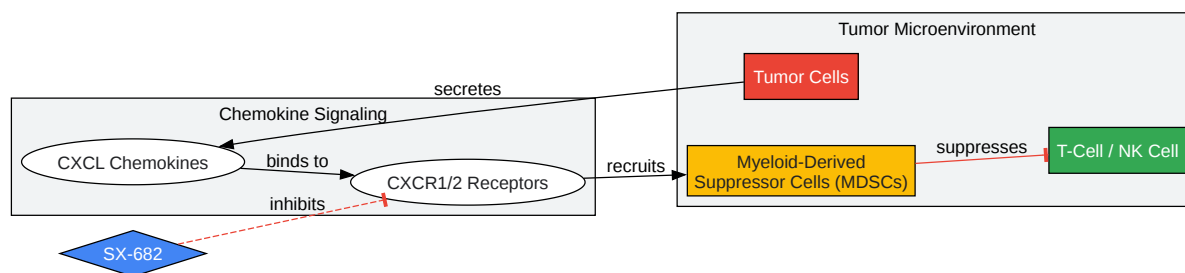 Tumor Microenvironment
Tumor Cells
secretes
Chemokine Signaling
CXCL Chemokines
binds to
CXCR1/2 Receptors
recruits
Myeloid-Derived
Suppressor Cells (MDSCs)
suppresses
T-Cell / NK Cell
inhibits
SX-682